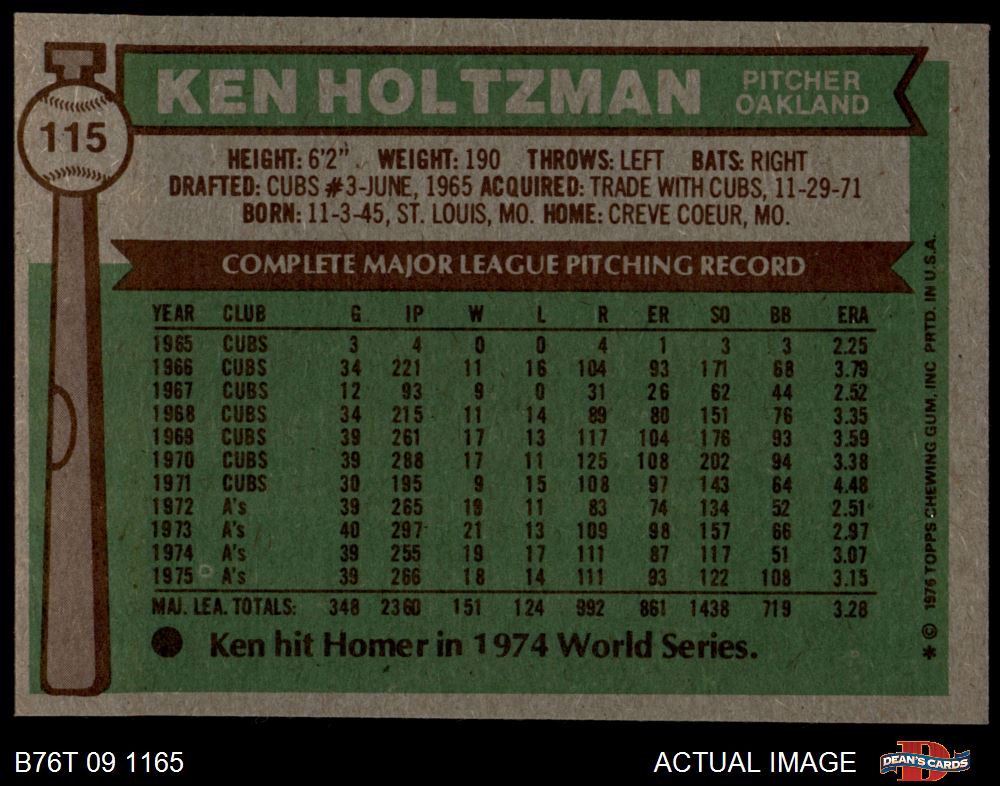 115
KEN HOLTZMAN
PITCHER
OAKLAND
HEIGHT: 6'2" WEIGHT: 190 THROWS: LEFT BATS: RIGHT
DRAFTED: CUBS #3-JUNE, 1965 ACQUIRED: TRADE WITH CUBS, 11-29-71
BORN: 11-3-45, ST. LOUIS, MO. HOME: CREVE COEUR, MO.
COMPLETE MAJOR LEAGUE PITCHING RECORD
YEAR CLUB G IP W L R ER SO BB ERA
1965 CUBS 3 4 0 0 4 1 3 3 2.25
1966 CUBS 34 221 11 16 104 93 171 68 3.79
1967 CUBS 12 93 9 0 31 26 62 44 2.52
1968 CUBS 34 215 11 14 89 80 151 76 3.35
1969 CUBS 39 261 17 13 117 104 176 93 3.59
1970 CUBS 39 288 17 11 125 108 202 94 3.38
1971 CUBS 30 195 9 15 108 97 143 64 4.48
1972 A's 39 265 19 11 83 74 134 52 2.51
1973 A's 40 297 21 13 109 98 157 66 2.97
1974 A's 39 255 19 17 111 87 117 51 3.07
1975 A's 39 266 18 14 111 93 122 108 3.15
MAJ. LEA. TOTALS: 348 2360 151 124 992 861 1438 719 3.28
Ken hit Homer in 1974 World Series.
* © 1976 TOPPS CHEWING GUM, INC PRTD. IN U.S.A.
B76T 09 1165
ACTUAL IMAGE
D
DEAN'S CARDS